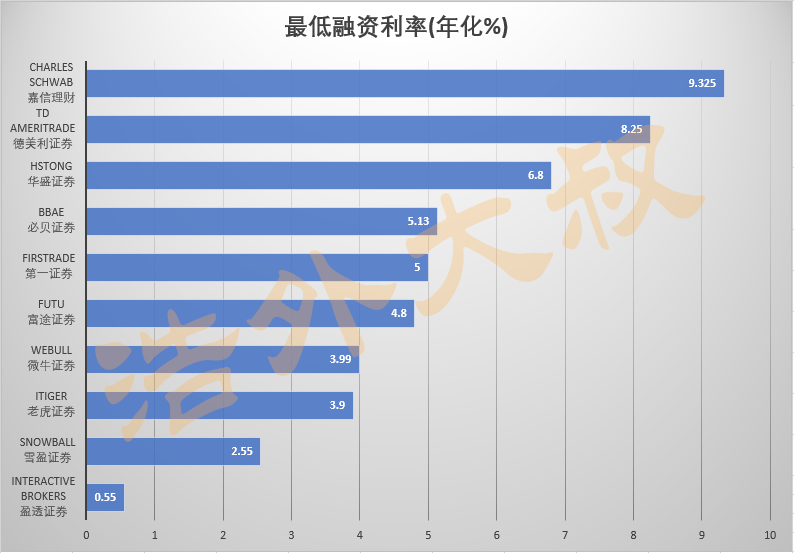 最低融资利率(年化%)
CHARLES
SCHWAB
嘉信理财
9.325
TD
AMERITRADE
德美利证券
8.25
HSTONG
华盛证券
6.8
BBAE
必贝证券
5.13
FIRSTRADE
第一证券
5
FUTU
富途证券
4.8
WEBULL
微牛证券
3.99
ITIGER
老虎证券
3.9
SNOWBALL
雪盈证券
2.55
INTERACTIVE
BROKERS
盈透证券
0.55
0 1 2 3 4 5 6 7 8 9 10
浩外大叔